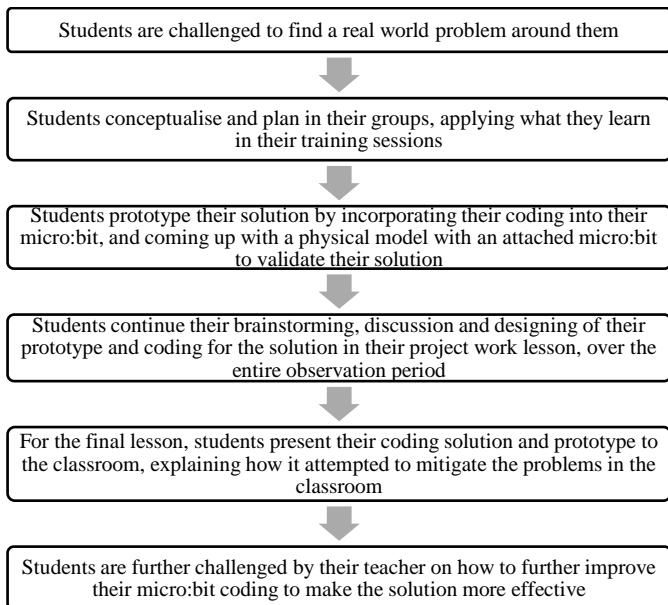 Students are challenged to find a real world problem around them
Students conceptualise and plan in their groups, applying what they learn
in their training sessions
Students prototype their solution by incorporating their coding into their
micro:bit, and coming up with a physical model with an attached micro:bit
to validate their solution
Students continue their brainstorming, discussion and designing of their
prototype and coding for the solution in their project work lesson, over the
entire observation period
For the final lesson, students present their coding solution and prototype to
the classroom, explaining how it attempted to mitigate the problems in the
classroom
Students are further challenged by their teacher on how to further improve
their micro:bit coding to make the solution more effective